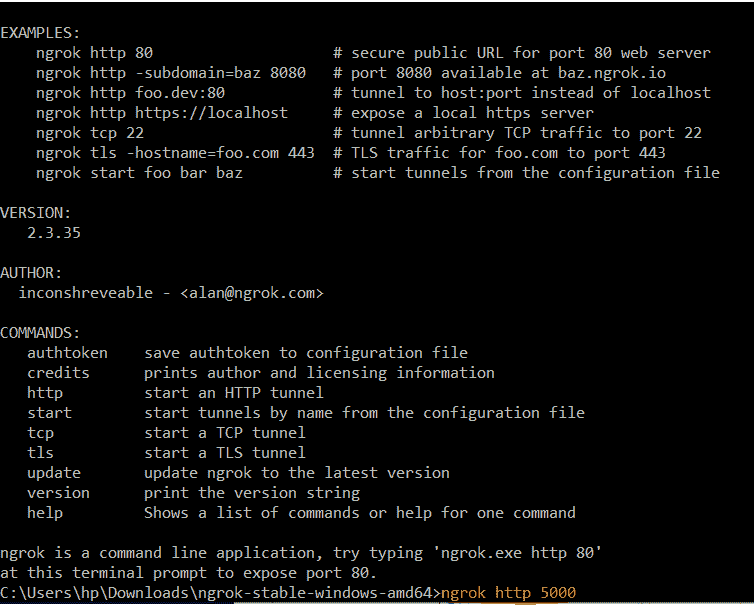 EXAMPLES:
    ngrok http 80                    # secure public URL for port 80 web server
    ngrok http -subdomain=baz 8080   # port 8080 available at baz.ngrok.io
    ngrok http foo.dev:80            # tunnel to host:port instead of localhost
    ngrok http https://localhost     # expose a local https server
    ngrok tcp 22                     # tunnel arbitrary TCP traffic to port 22
    ngrok tls -hostname=foo.com 443  # TLS traffic for foo.com to port 443
    ngrok start foo bar baz          # start tunnels from the configuration file
VERSION:
   2.3.35
AUTHOR:
  inconshreveable - <alan@ngrok.com>
COMMANDS:
   authtoken    save authtoken to configuration file
   credits      prints author and licensing information
   http         start an HTTP tunnel
   start        start tunnels by name from the configuration file
   tcp          start a TCP tunnel
   tls          start a TLS tunnel
   update       update ngrok to the latest version
   version      print the version string
   help         Shows a list of commands or help for one command
ngrok is a command line application, try typing 'ngrok.exe http 80'
at this terminal prompt to expose port 80.
C:\Users\hp\Downloads\ngrok-stable-windows-amd64>ngrok http 5000